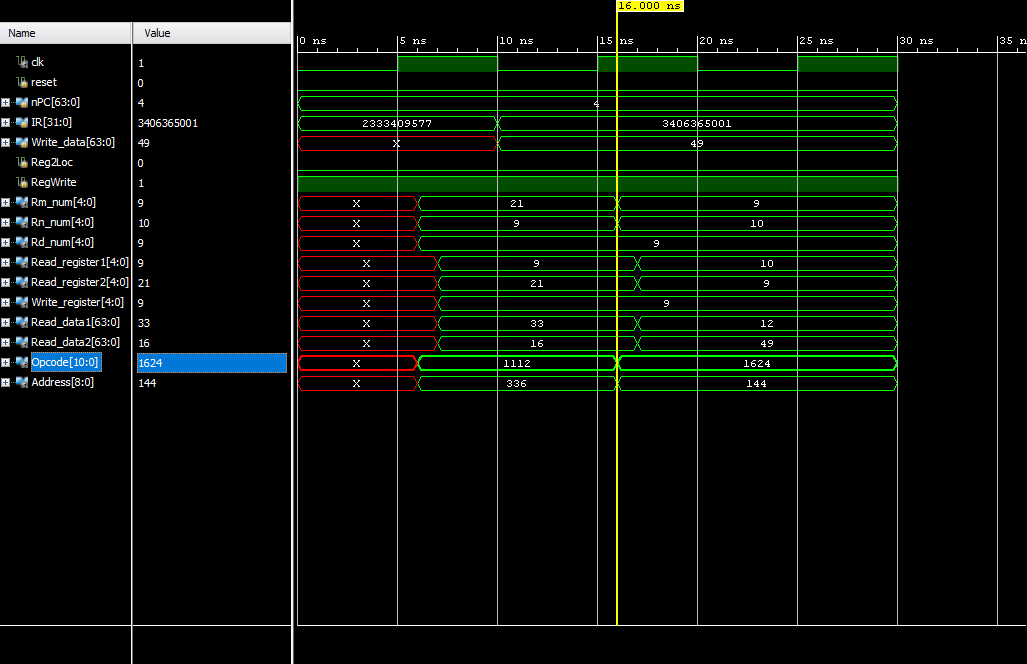 16.000 ns
Name Value
0 ns 5 ns 10 ns 15 ns 20 ns 25 ns 30 ns 35 n
clk 1
reset 0
nPC[63:0] 4 4
IR[31:0] 3406365001 2333409577 3406365001
Write_data[63:0] 49 X 49
Reg2Loc 0
RegWrite 1
Rm_num[4:0] 9 X 21 9
Rn_num[4:0] 10 X 9 10
Rd_num[4:0] 9 X 9
Read_register1[4:0] 9 X 9 10
Read_register2[4:0] 21 X 21 9
Write_register[4:0] 9 X 9
Read_data1[63:0] 33 X 33 12
Read_data2[63:0] 16 X 16 49
Opcode[10:0] 1624 X 1112 1624
Address[8:0] 144 X 336 144